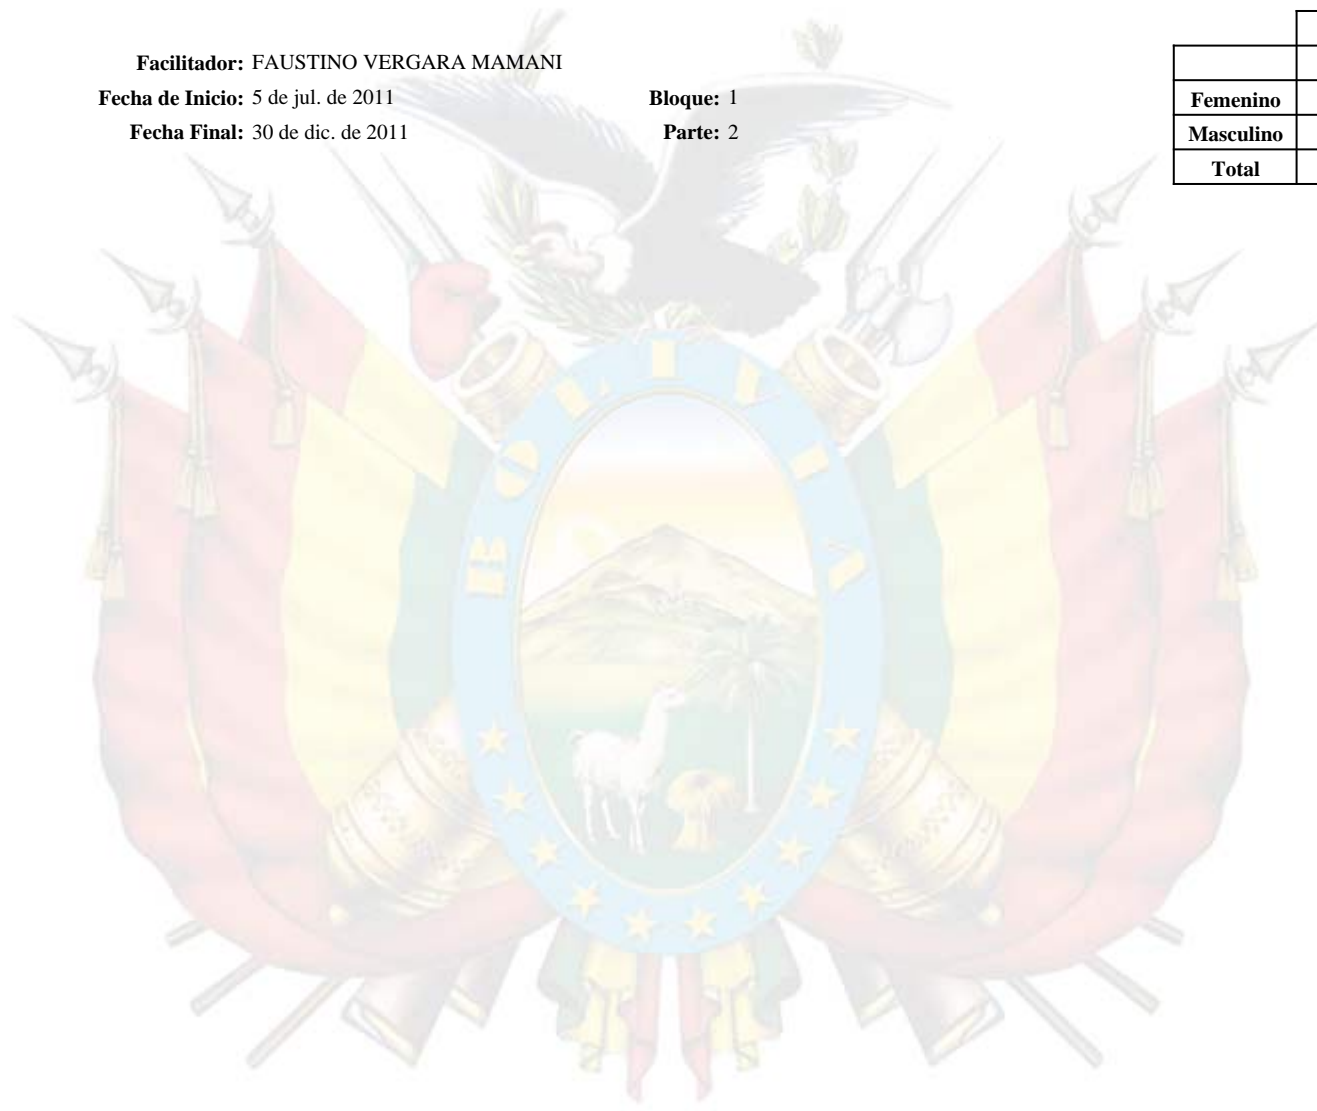 Facilitador: FAUSTINO VERGARA MAMANI
Fecha de Inicio: 5 de jul. de 2011 Bloque: 1
Fecha Final: 30 de dic. de 2011 Parte: 2
Femenino
Masculino
Total
BOLIVIA